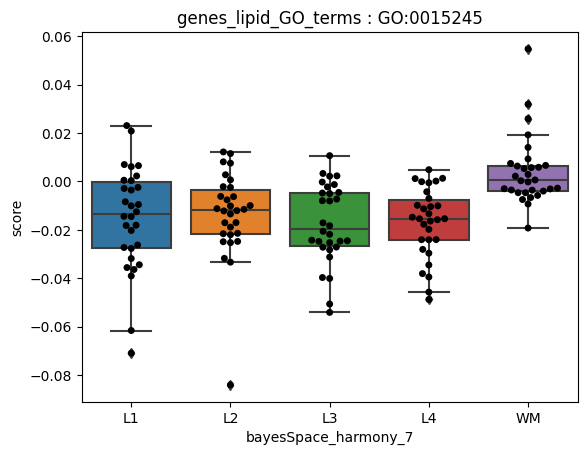 genes_lipid_GO_terms : GO:0015245
0.06
0.04
0.02
0.00
−0.02
−0.04
−0.06
−0.08
score
L1 L2 L3 L4 WM
bayesSpace_harmony_7